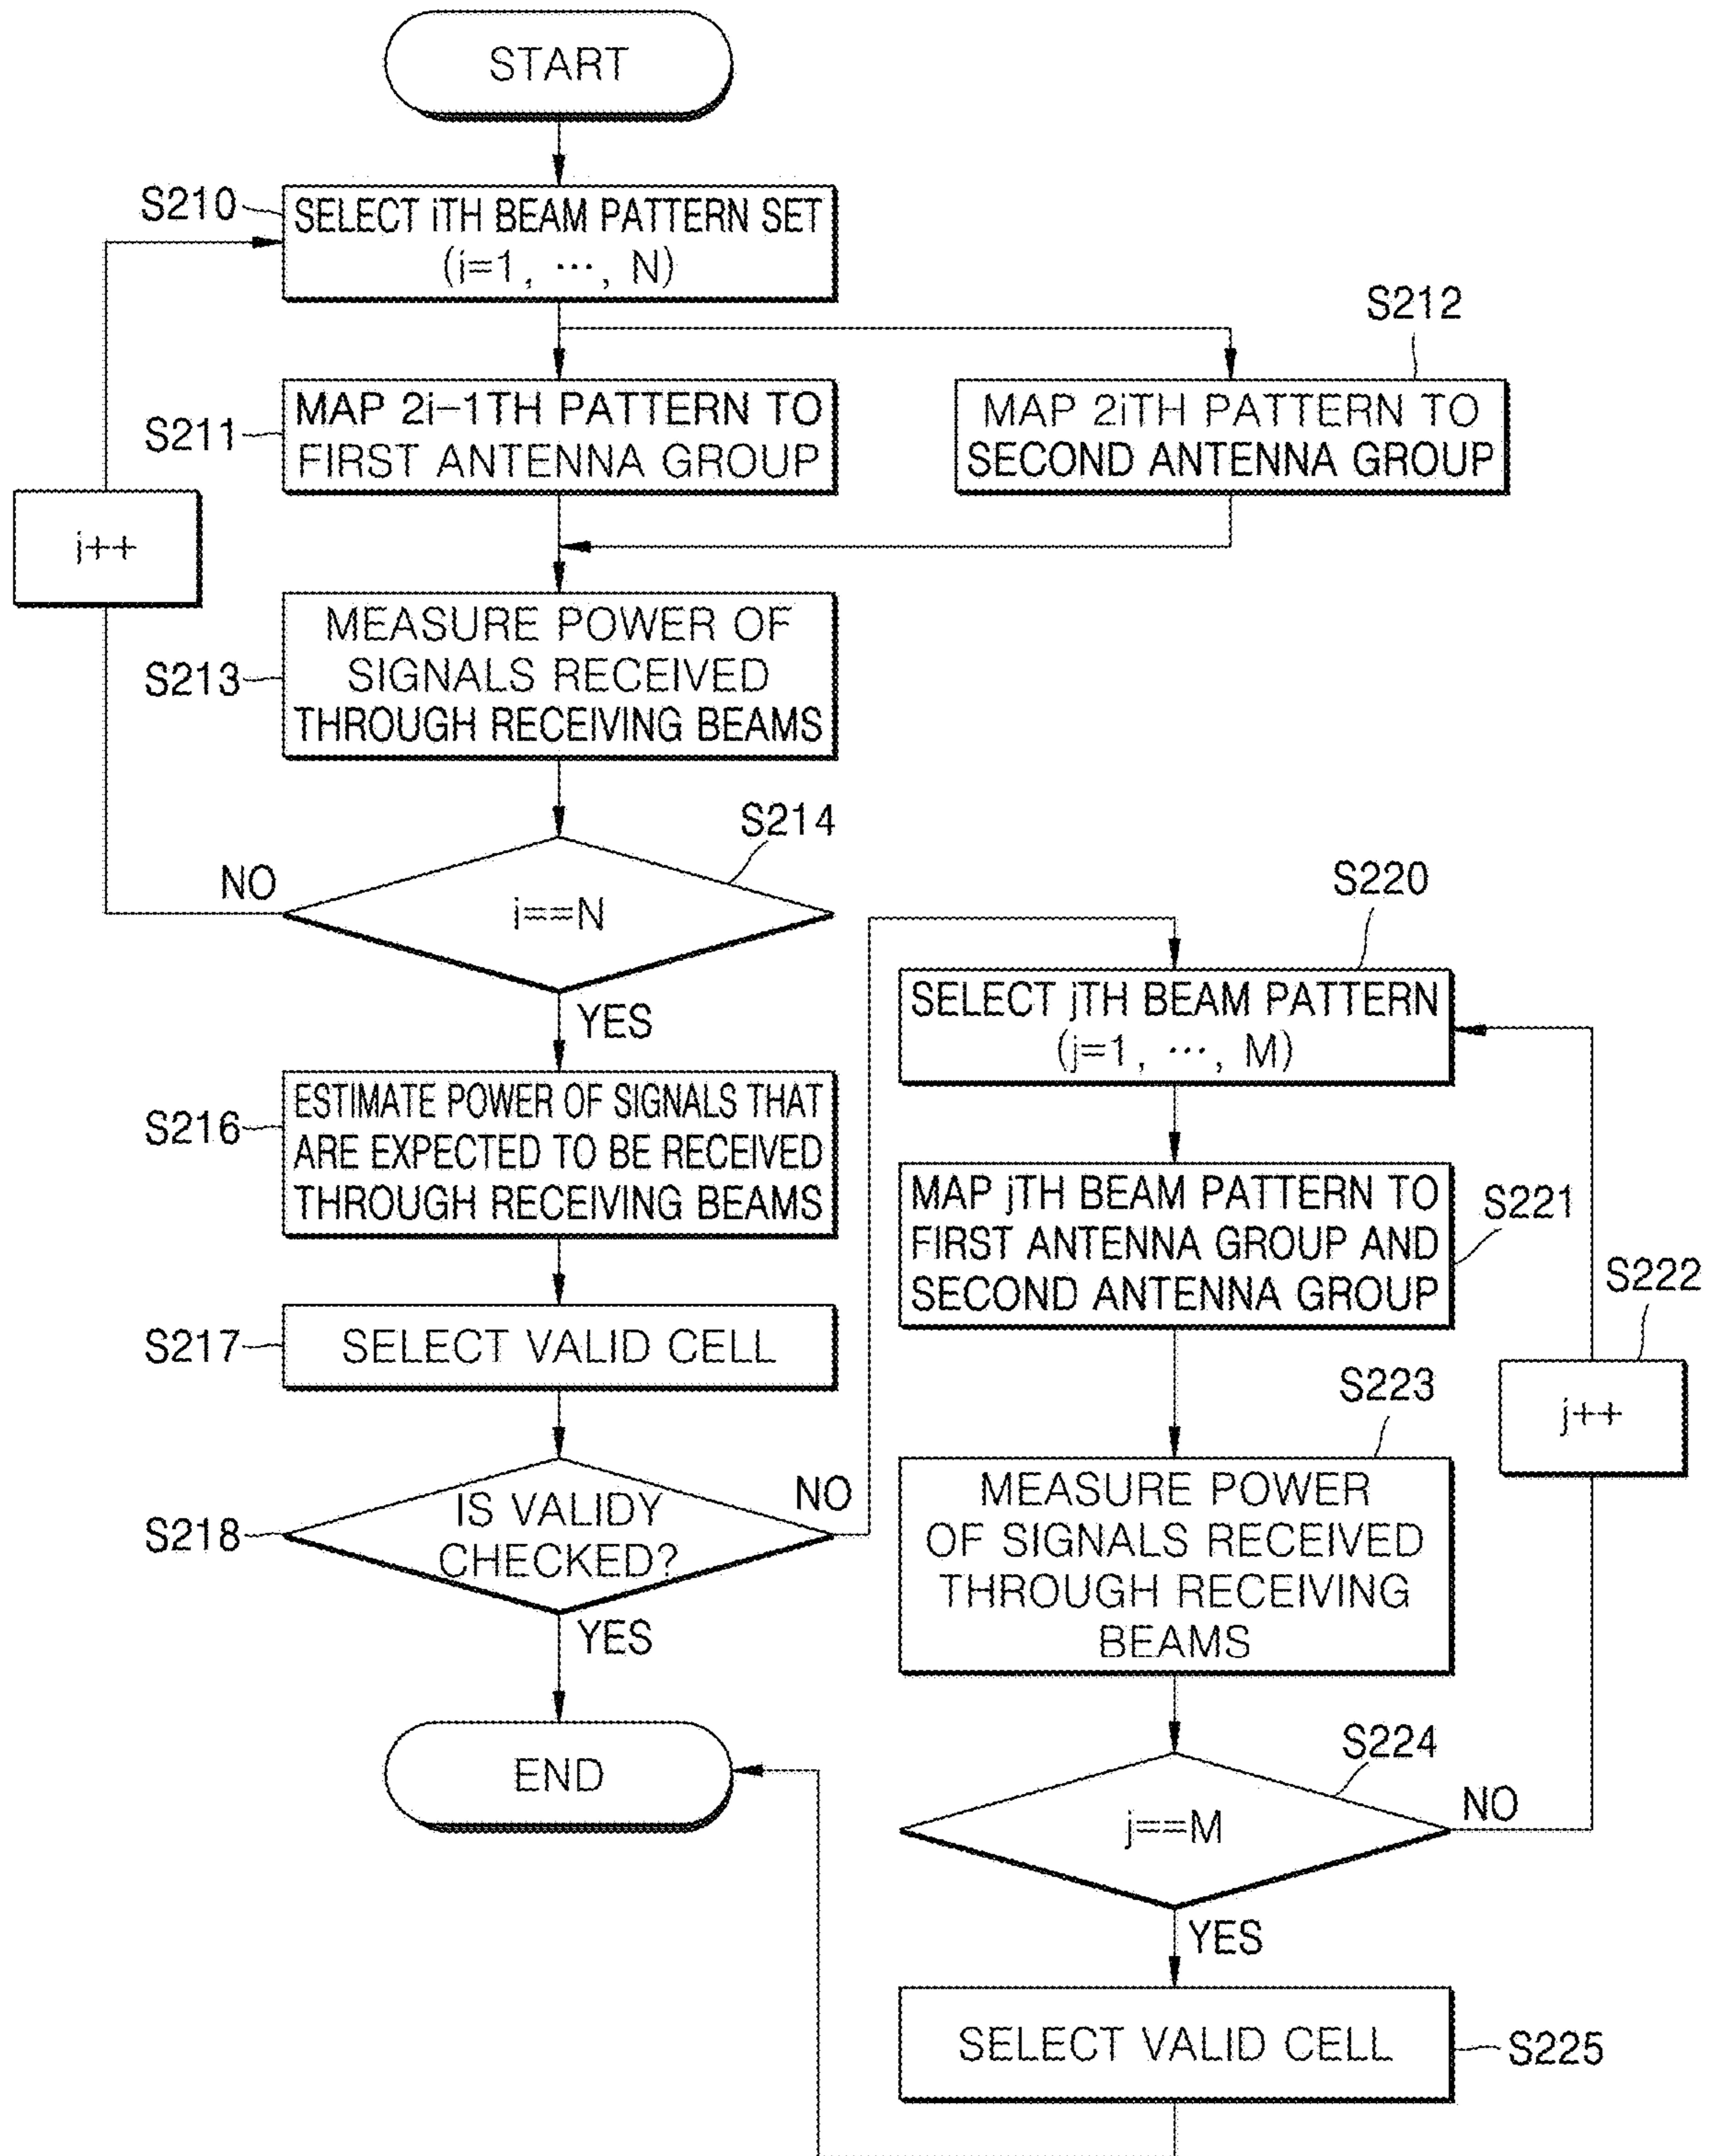 START
S210
SELECT iTH BEAM PATTERN SET
(i=1, ···, N)
S212
S211
MAP 2i-1TH PATTERN TO
FIRST ANTENNA GROUP
MAP 2iTH PATTERN TO
SECOND ANTENNA GROUP
j++
S213
MEASURE POWER OF
SIGNALS RECEIVED
THROUGH RECEIVING BEAMS
S214
NO
i==N
YES
S216
ESTIMATE POWER OF SIGNALS THAT
ARE EXPECTED TO BE RECEIVED
THROUGH RECEIVING BEAMS
S217
SELECT VALID CELL
S218
IS VALIDY
CHECKED?
NO
YES
END
S220
SELECT jTH BEAM PATTERN
(j=1, ···, M)
S221
MAP jTH BEAM PATTERN TO
FIRST ANTENNA GROUP AND
SECOND ANTENNA GROUP
S222
j++
S223
MEASURE POWER
OF SIGNALS RECEIVED
THROUGH RECEIVING
BEAMS
S224
j==M
NO
YES
SELECT VALID CELL
S225